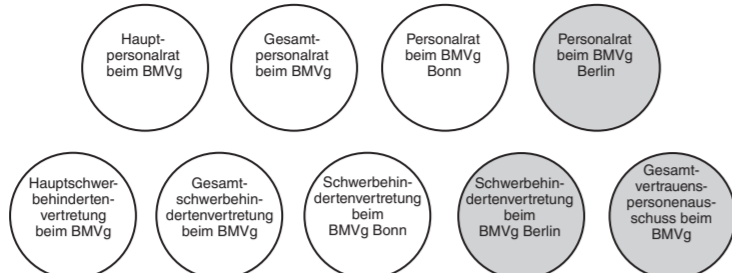 Haupt-
personalrat
beim BMVg
Gesamt-
personalrat
beim BMVg
Personalrat
beim BMVg
Bonn
Personalrat
beim BMVg
Berlin
Hauptschwer-
behinderten-
vertretung
beim BMVg
Gesamt-
schwerbehin-
dertenvertretung
beim BMVg
Schwerbehin-
dertenvertretung
beim
BMVg Bonn
Schwerbehin-
dertenvertretung
beim
BMVg Berlin
Gesamt-
vertrauens-
personenaus-
schuss beim
BMVg